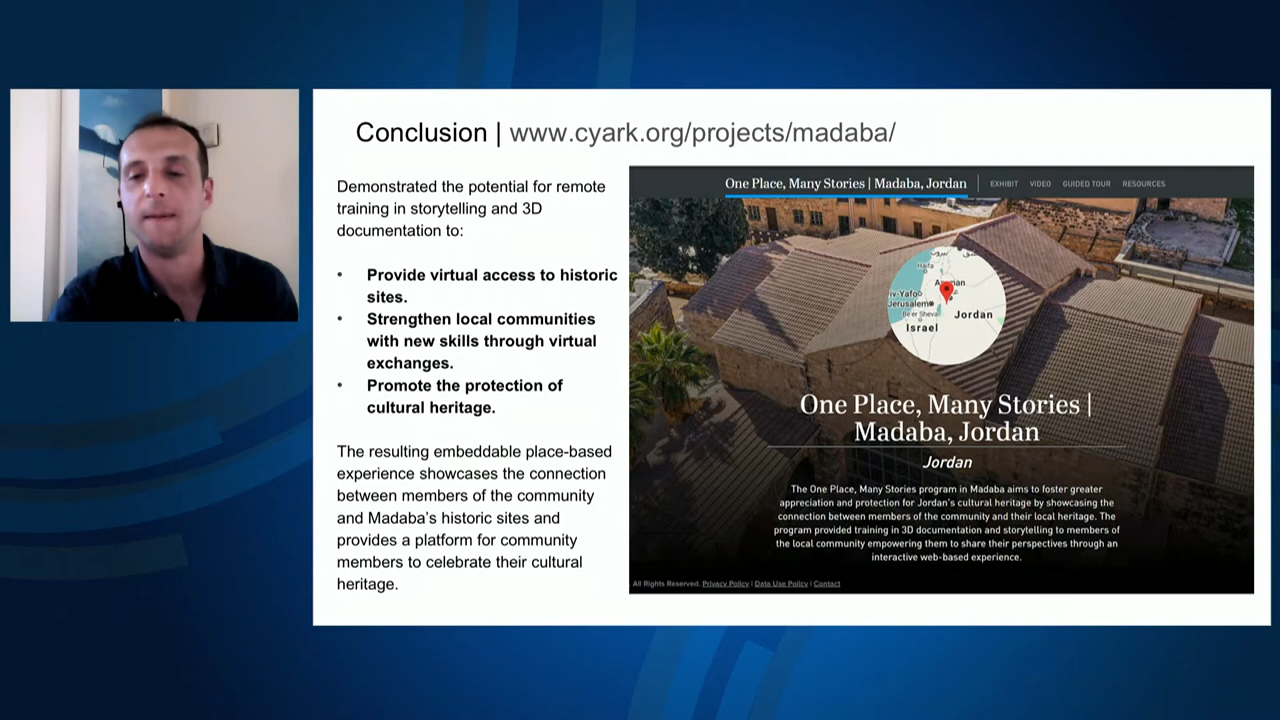 Conclusion | www.cyark.org/projects/madaba/
Demonstrated the potential for remote
training in storytelling and 3D
documentation to:
• Provide virtual access to historic
sites.
• Strengthen local communities
with new skills through virtual
exchanges.
• Promote the protection of
cultural heritage.
The resulting embeddable place-based
experience showcases the connection
between members of the community
and Madaba's historic sites and
provides a platform for community
members to celebrate their cultural
heritage.
One Place, Many Stories | Madaba, Jordan
EXHIBIT VIDEO GUIDED TOUR RESOURCES
Haifa
iv-Yafo
Jerusalem
Be'er Sheva
Jordan
Israel
One Place, Many Stories |
Madaba, Jordan
Jordan
The One Place, Many Stories program in Madaba aims to foster greater
appreciation and protection for Jordan's cultural heritage by showcasing the
connection between members of the community and their local heritage. The
program provided training in 3D documentation and storytelling to members of
the local community empowering them to share their perspectives through an
interactive web-based experience.
All Rights Reserved. Privacy Policy | Data Use Policy | Contact